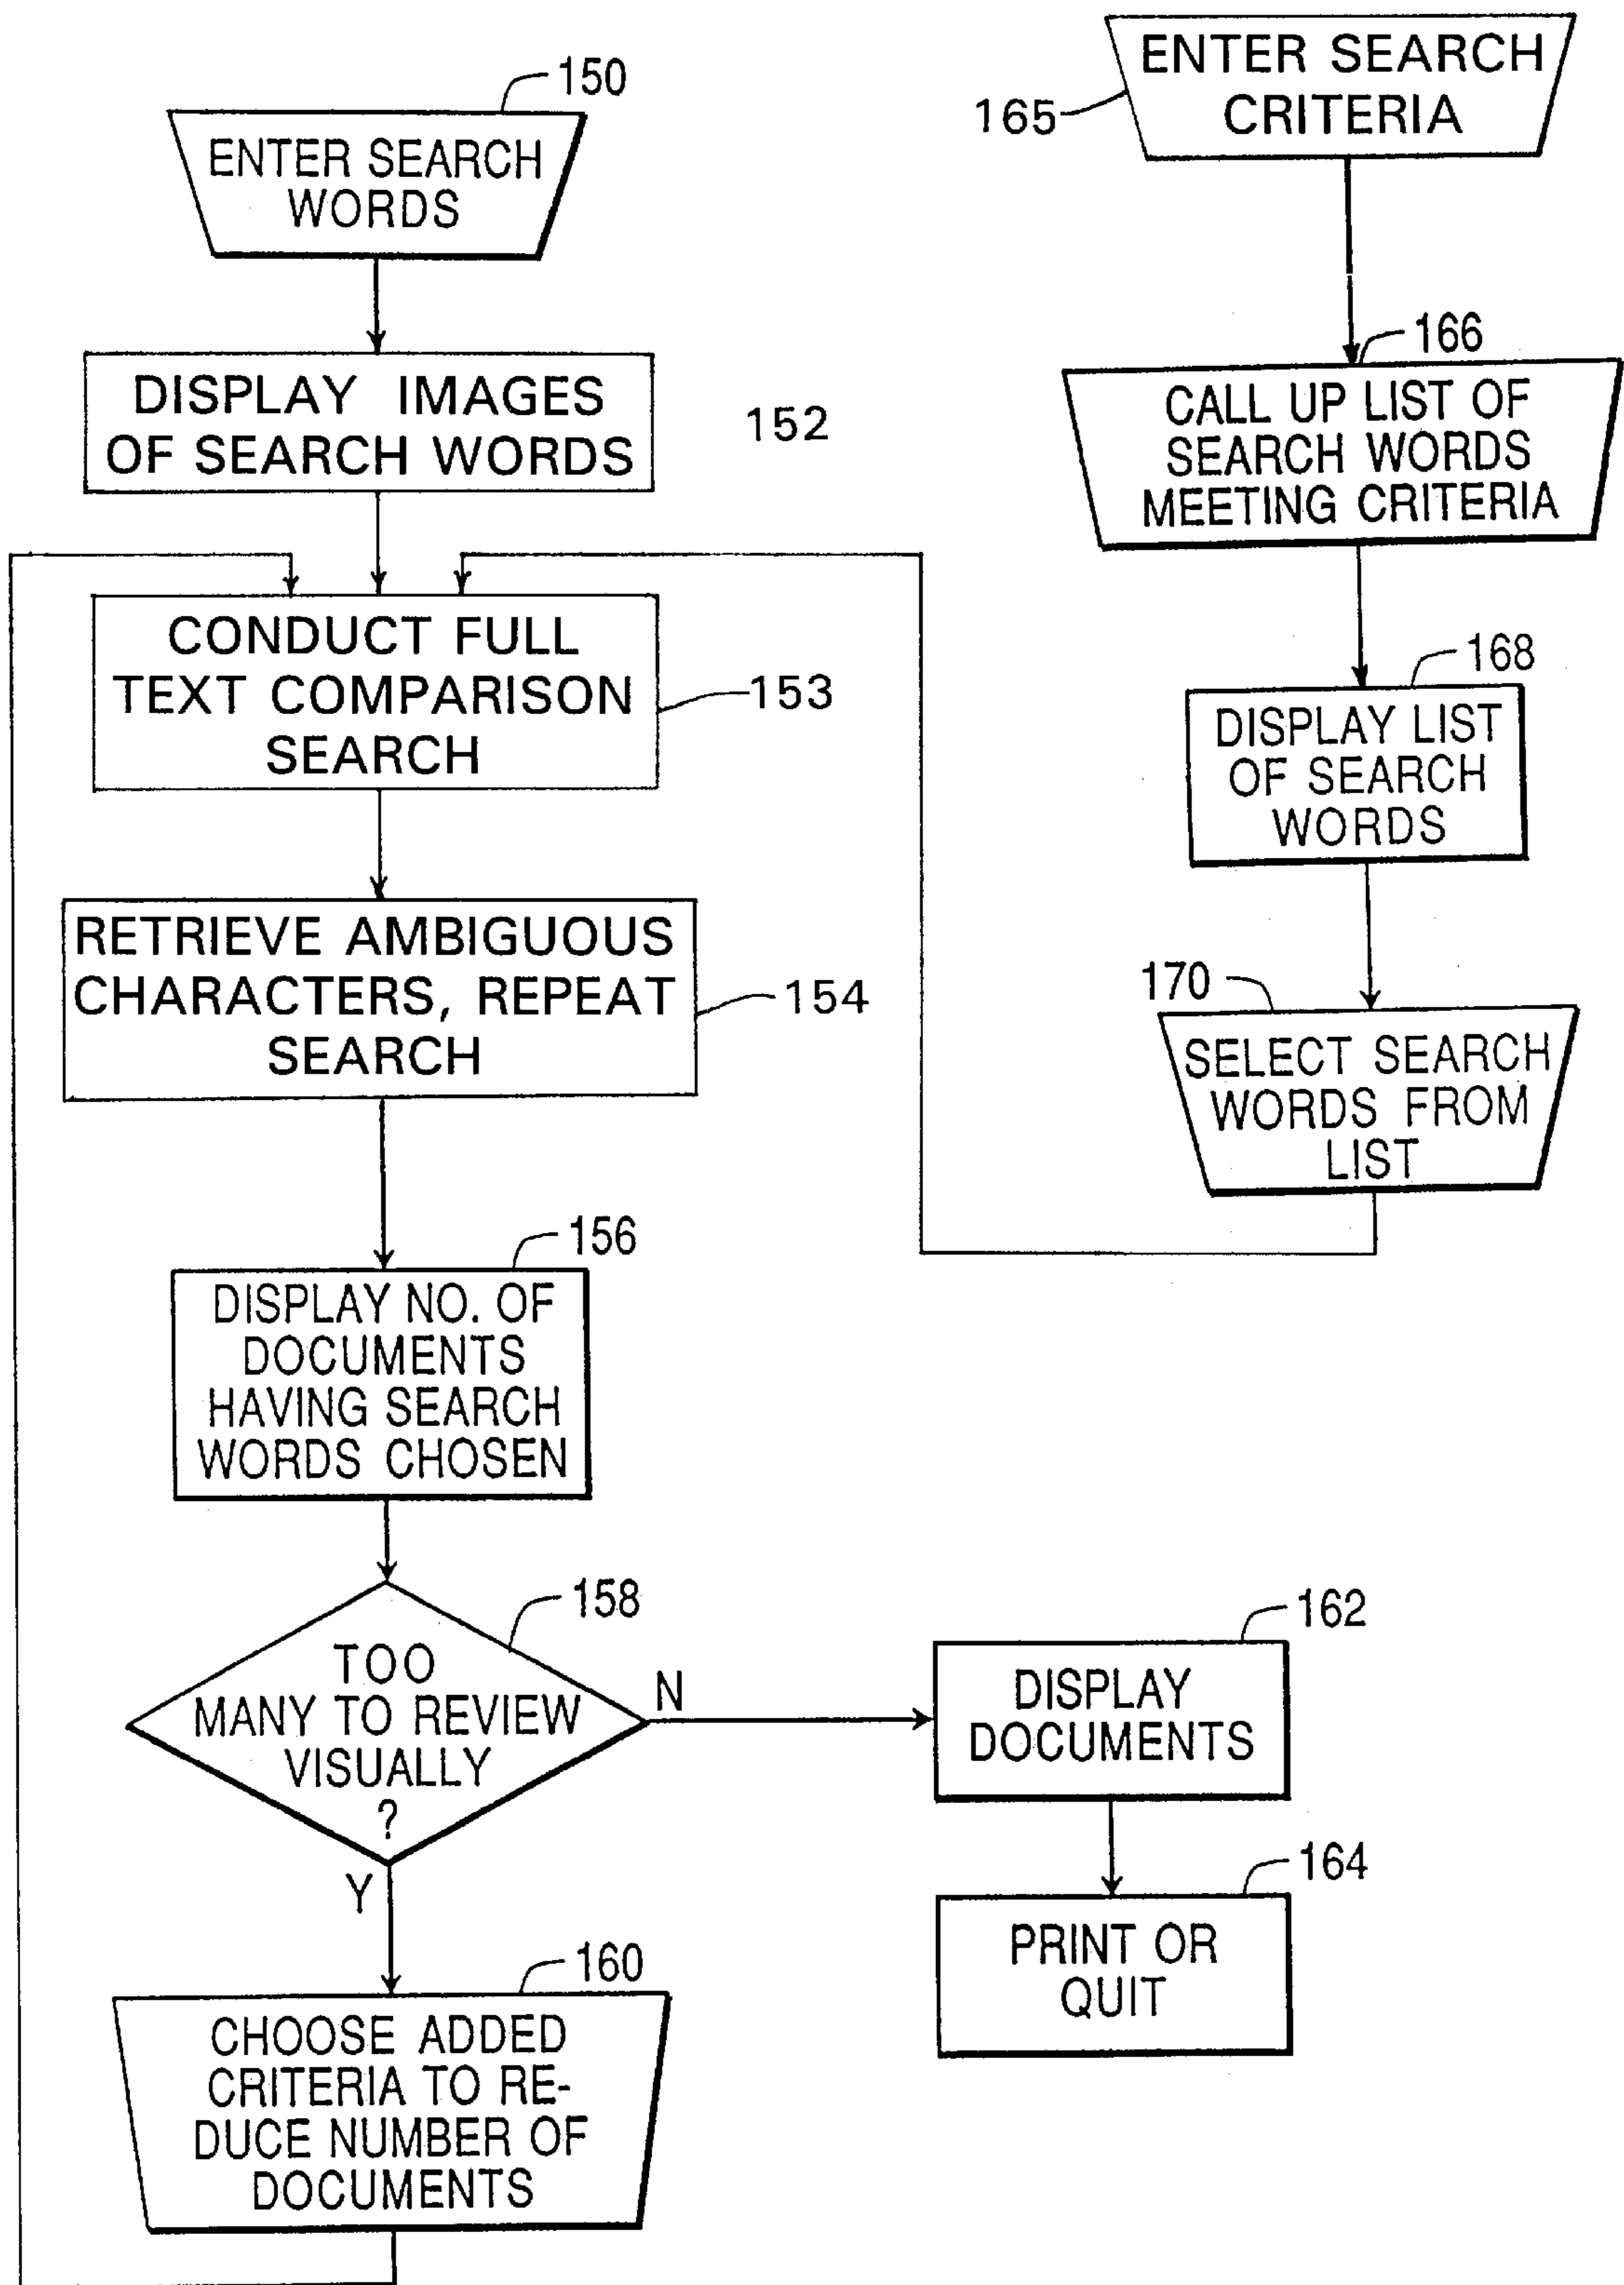 150
ENTER SEARCH
WORDS
DISPLAY IMAGES
OF SEARCH WORDS
152
CONDUCT FULL
TEXT COMPARISON
SEARCH
153
RETRIEVE AMBIGUOUS
CHARACTERS, REPEAT
SEARCH
154
156
DISPLAY NO. OF
DOCUMENTS
HAVING SEARCH
WORDS CHOSEN
158
TOO
MANY TO REVIEW
VISUALLY
?
N
Y
160
CHOOSE ADDED
CRITERIA TO RE-
DUCE NUMBER OF
DOCUMENTS
162
DISPLAY
DOCUMENTS
164
PRINT OR
QUIT
165
ENTER SEARCH
CRITERIA
166
CALL UP LIST OF
SEARCH WORDS
MEETING CRITERIA
168
DISPLAY LIST
OF SEARCH
WORDS
170
SELECT SEARCH
WORDS FROM
LIST